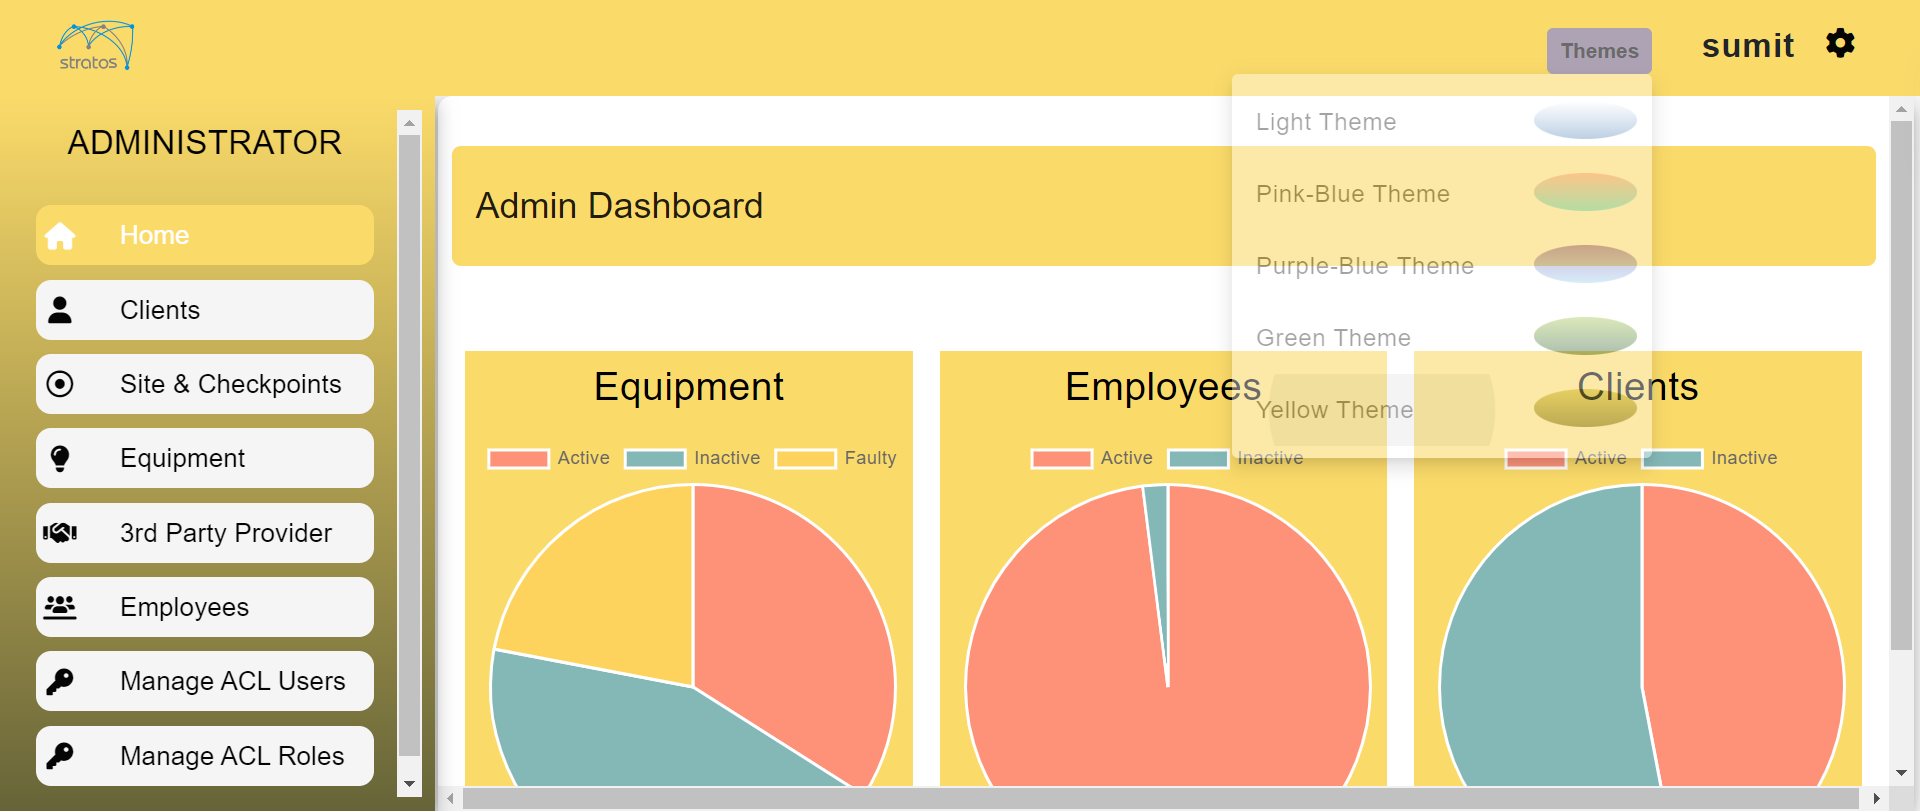 stratos
Themes
sumit
ADMINISTRATOR
Home
Clients
Site & Checkpoints
Equipment
3rd Party Provider
Employees
Manage ACL Users
Manage ACL Roles
Light Theme
Pink-Blue Theme
Purple-Blue Theme
Green Theme
Yellow Theme
Admin Dashboard
Equipment
Active Inactive Faulty
Employees
Active Inactive
Clients
Active Inactive